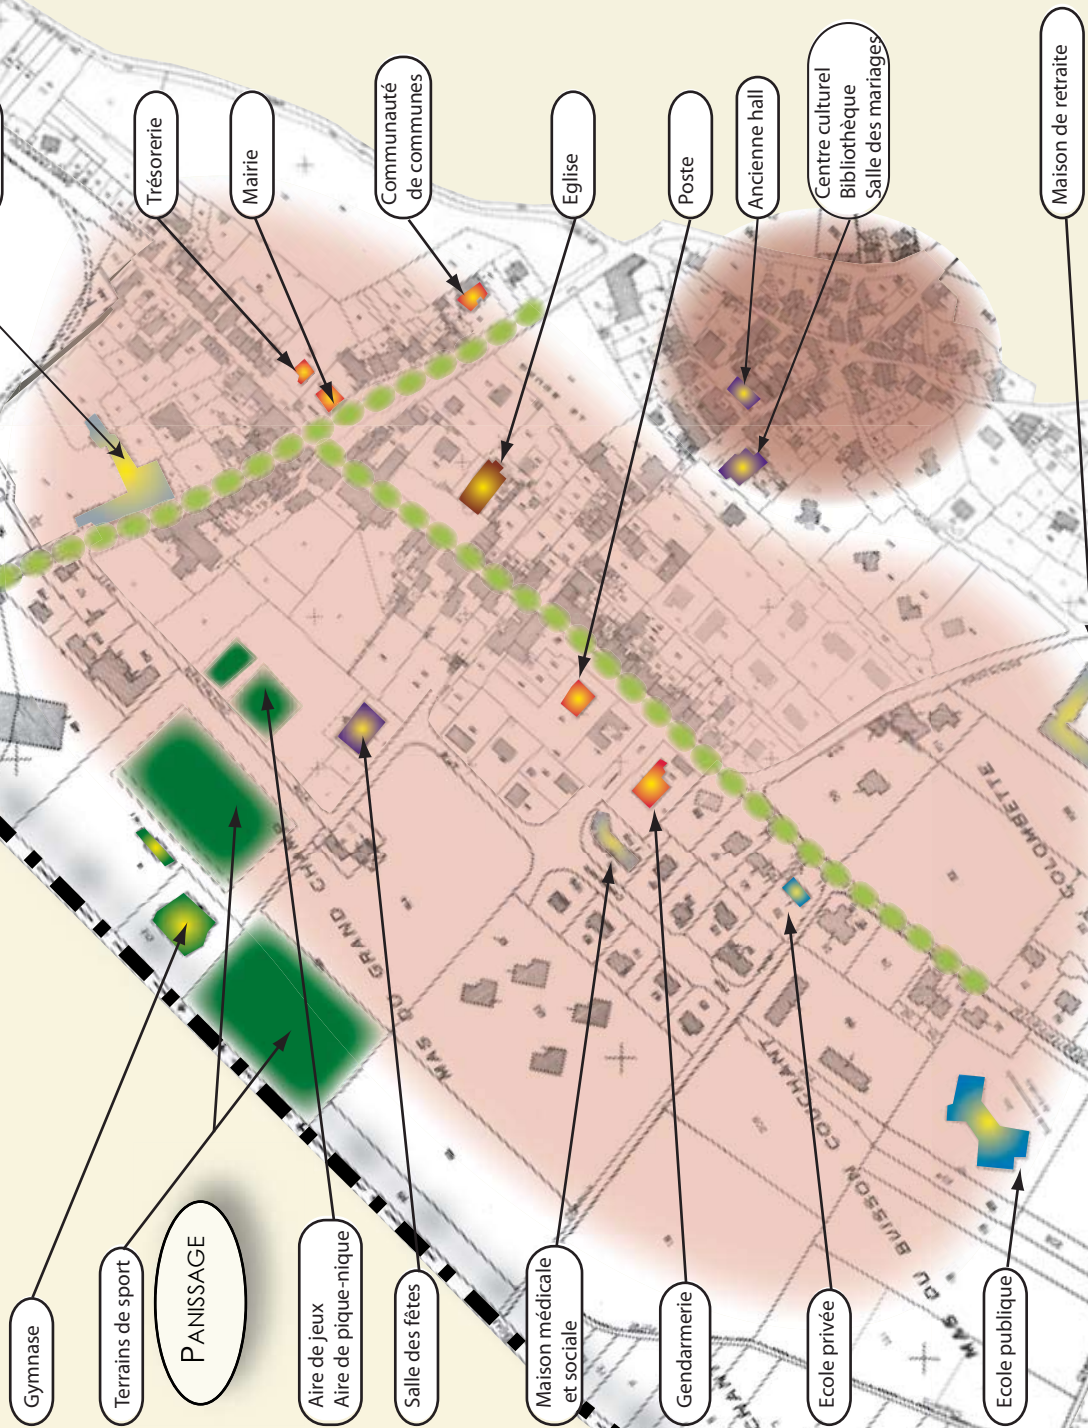 Trésorerie
Mairie
Communauté
de communes
Eglise
Poste
Ancienne hall
Centre culturel
Bibliothèque
Salle des mariages
Maison de retraite
Gymnase
Terrains de sport
PANISSAGE
Aire de jeux
Aire de pique-nique
Salle des fêtes
Maison médicale
et sociale
Gendarmerie
Ecole privée
Ecole publique
MAS DU GRAND CHAMP
MAS DU BUISSON COUCHANT
COLOMBETTE